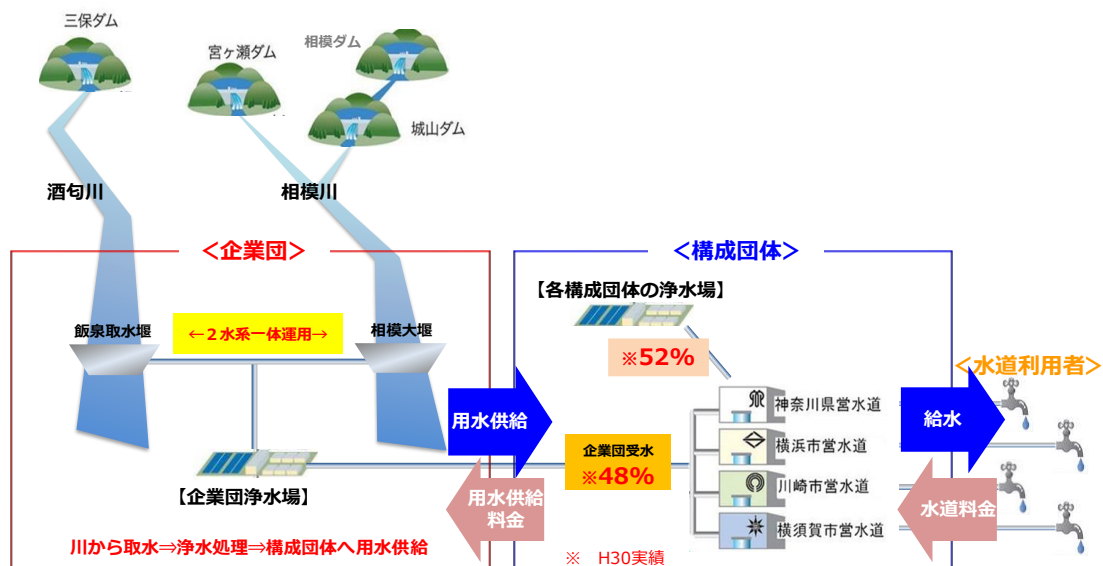 三保ダム
宮ヶ瀬ダム
相模ダム
城山ダム
酒匂川
相模川
＜企業団＞
＜構成団体＞
【各構成団体の浄水場】
飯泉取水堰
←２水系一体運用→
相模大堰
※52%
＜水道利用者＞
用水供給
神奈川県営水道
給水
企業団受水
※48%
横浜市営水道
【企業団浄水場】
用水供給
料金
川崎市営水道
水道料金
横須賀市営水道
川から取水⇒浄水処理⇒構成団体へ用水供給
※　H30実績